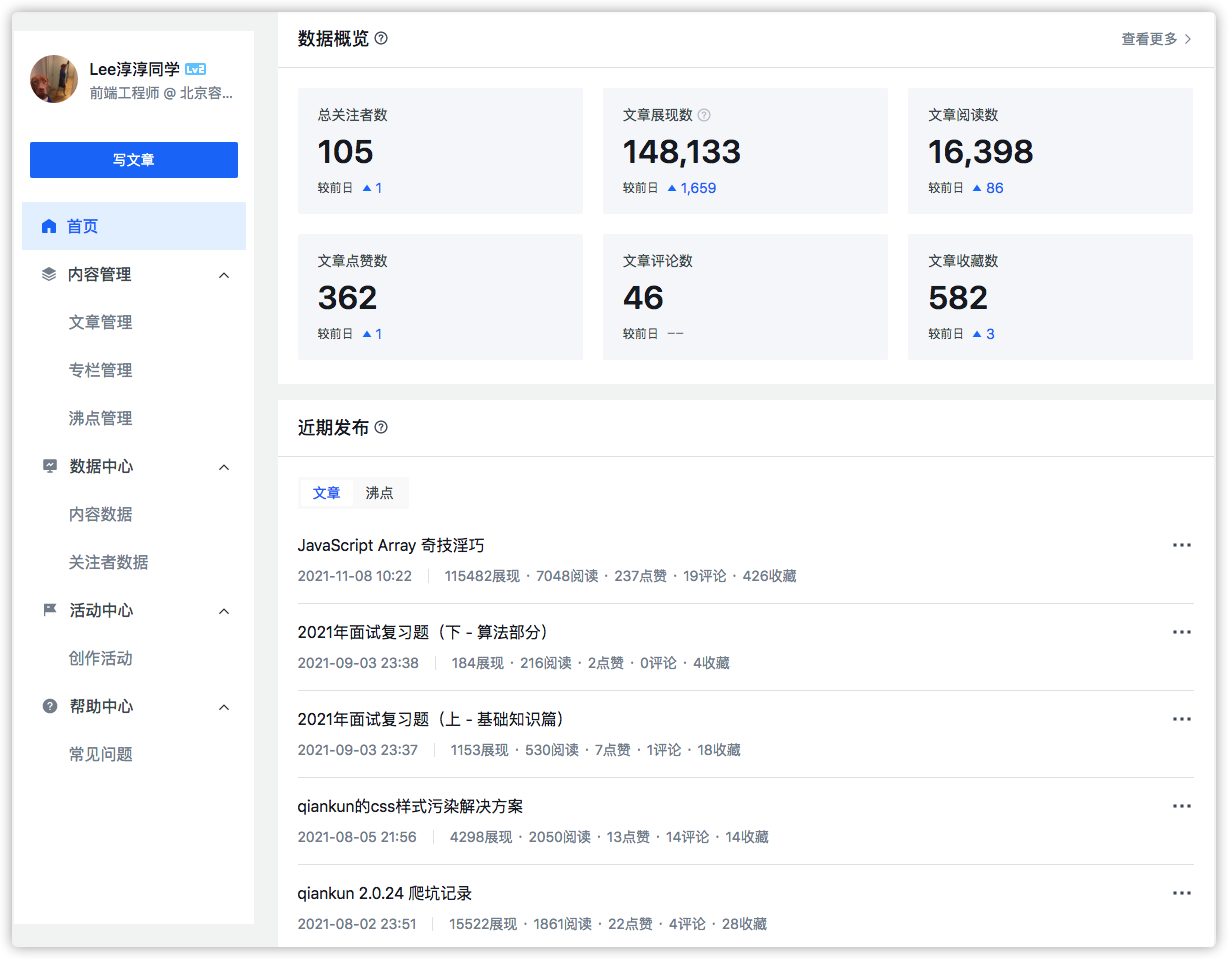 Lee淳淳同学 Lv2
前端工程师 @ 北京容...
写文章
首页
内容管理
文章管理
专栏管理
沸点管理
数据中心
内容数据
关注者数据
活动中心
创作活动
帮助中心
常见问题
数据概览
查看更多
总关注者数
105
较前日 1
文章展现数
148,133
较前日 1,659
文章阅读数
16,398
较前日 86
文章点赞数
362
较前日 1
文章评论数
46
较前日 --
文章收藏数
582
较前日 3
近期发布
文章 沸点
JavaScript Array 奇技淫巧
2021-11-08 10:22 115482展现 · 7048阅读 · 237点赞 · 19评论 · 426收藏
2021年面试复习题（下 - 算法部分）
2021-09-03 23:38 184展现 · 216阅读 · 2点赞 · 0评论 · 4收藏
2021年面试复习题（上 - 基础知识篇）
2021-09-03 23:37 1153展现 · 530阅读 · 7点赞 · 1评论 · 18收藏
qiankun的css样式污染解决方案
2021-08-05 21:56 4298展现 · 2050阅读 · 13点赞 · 14评论 · 14收藏
qiankun 2.0.24 爬坑记录
2021-08-02 23:51 15522展现 · 1861阅读 · 22点赞 · 4评论 · 28收藏